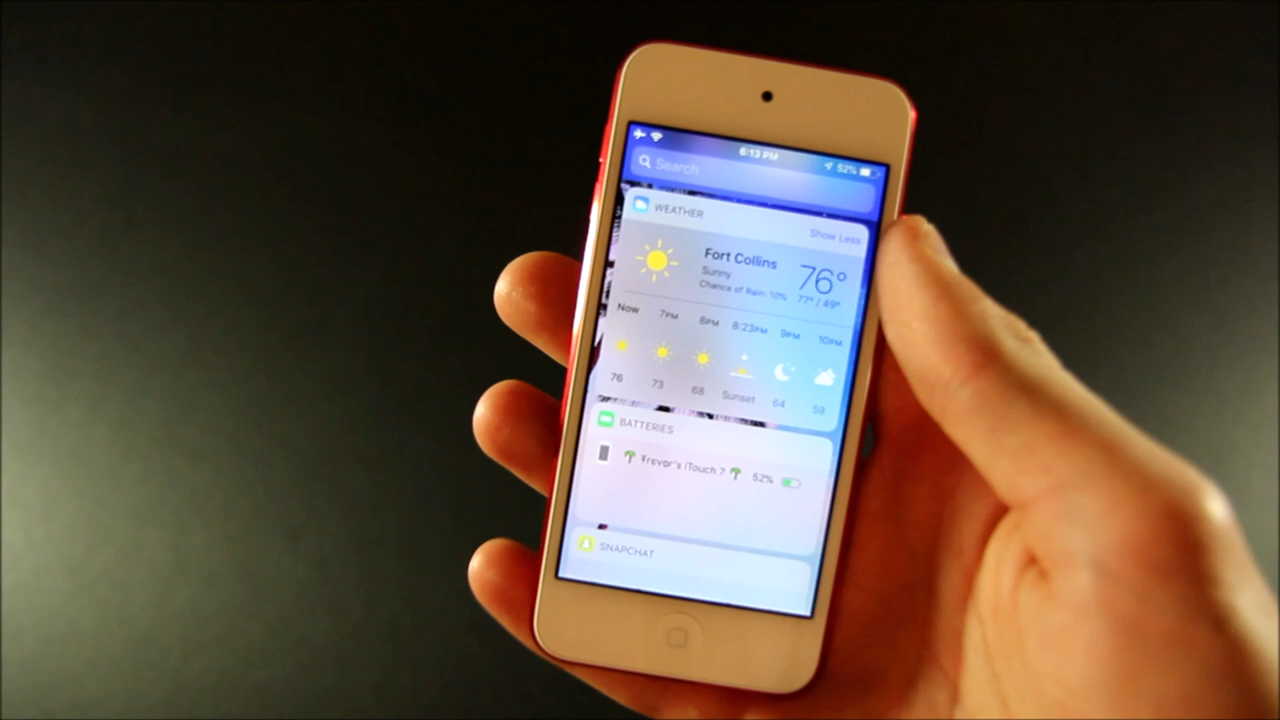 6:13 PM
52%
Search
WEATHER
Show Less
Fort Collins
Sunny
Chance of Rain: 10%
76°
77° / 49°
Now 7PM 8PM 8:23PM 9PM 10PM
76 73 68 Sunset 64 59
BATTERIES
🌴 Trevor's iTouch 7 🌴 52%
SNAPCHAT